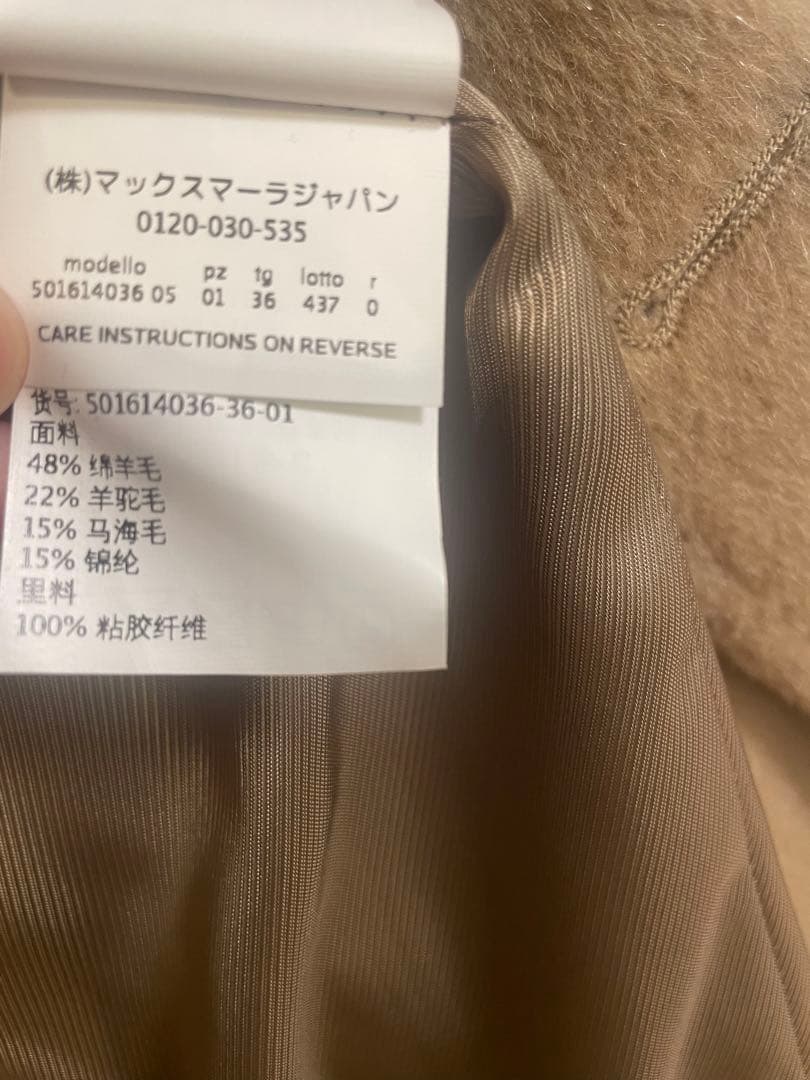 (株)マックスマーラジャパン
0120-030-535
modello pz tg lotto r
501614036 05 01 36 437 0
CARE INSTRUCTIONS ON REVERSE
货号: 501614036-36-01
面料
48% 绵羊毛
22% 羊驼毛
15% 马海毛
15% 锦纶
里料
100% 粘胶纤维